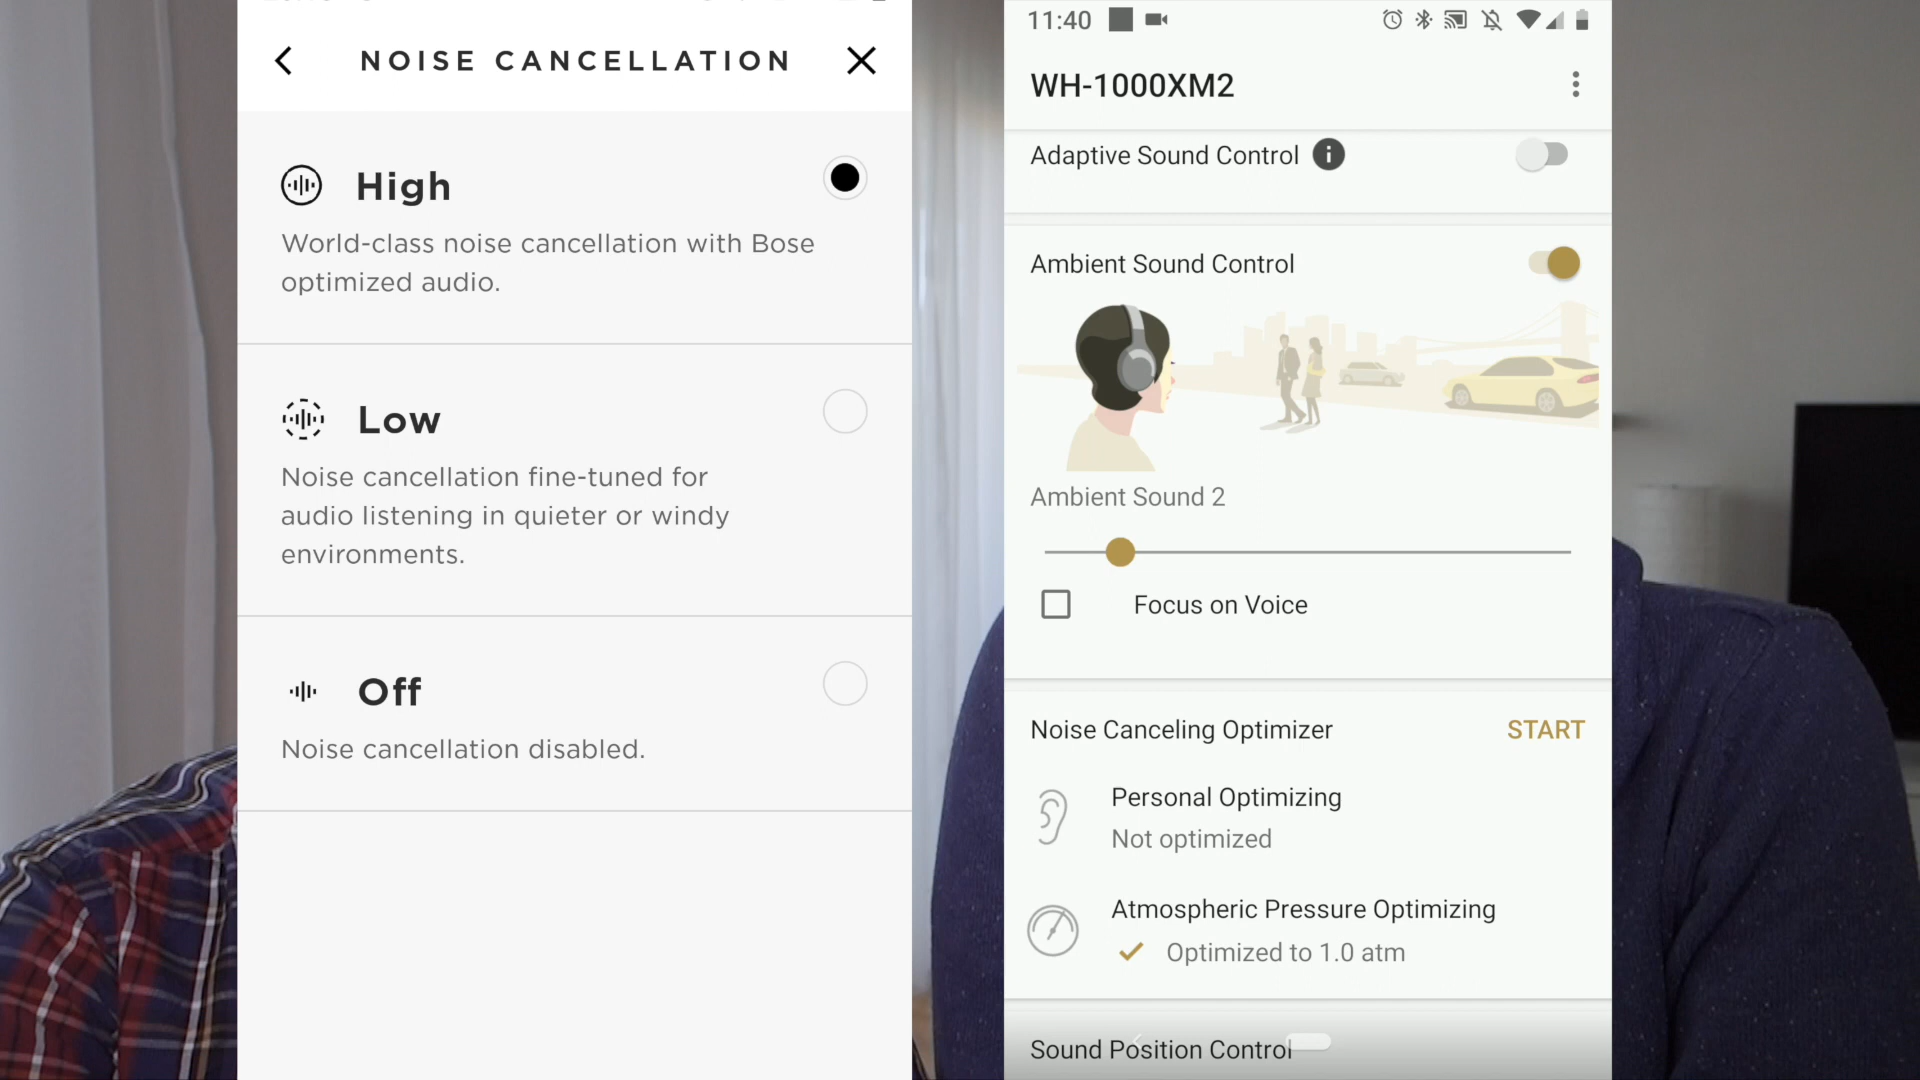 NOISE CANCELLATION
High
World-class noise cancellation with Bose
optimized audio.
Low
Noise cancellation fine-tuned for
audio listening in quieter or windy
environments.
Off
Noise cancellation disabled.
11:40
WH-1000XM2
Adaptive Sound Control
Ambient Sound Control
Ambient Sound 2
Focus on Voice
Noise Canceling Optimizer
START
Personal Optimizing
Not optimized
Atmospheric Pressure Optimizing
Optimized to 1.0 atm
Sound Position Control